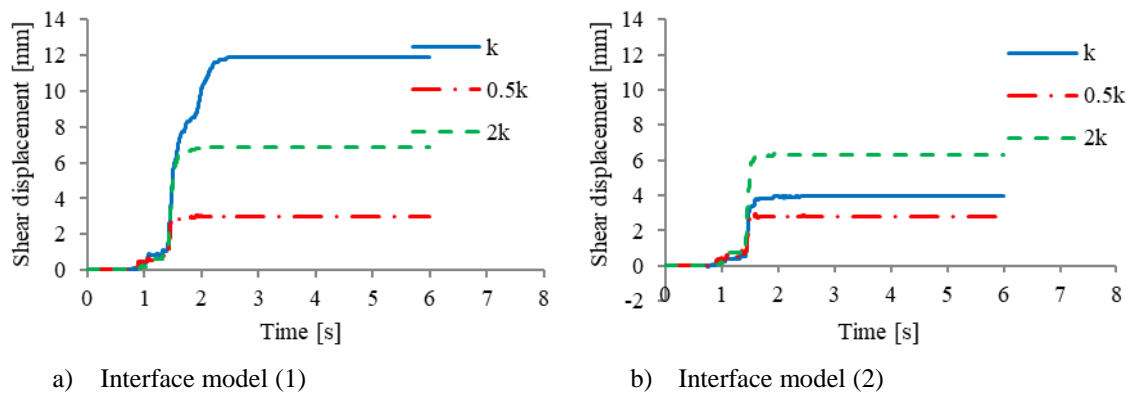 Shear displacement [mm]
14
12
10
8
6
4
2
0
0 1 2 3 4 5 6 7 8
Time [s]
k
0.5k
2k
a) Interface model (1)
Shear displacement [mm]
14
12
10
8
6
4
2
0
-2
0 1 2 3 4 5 6 7 8
Time [s]
k
0.5k
2k
b) Interface model (2)